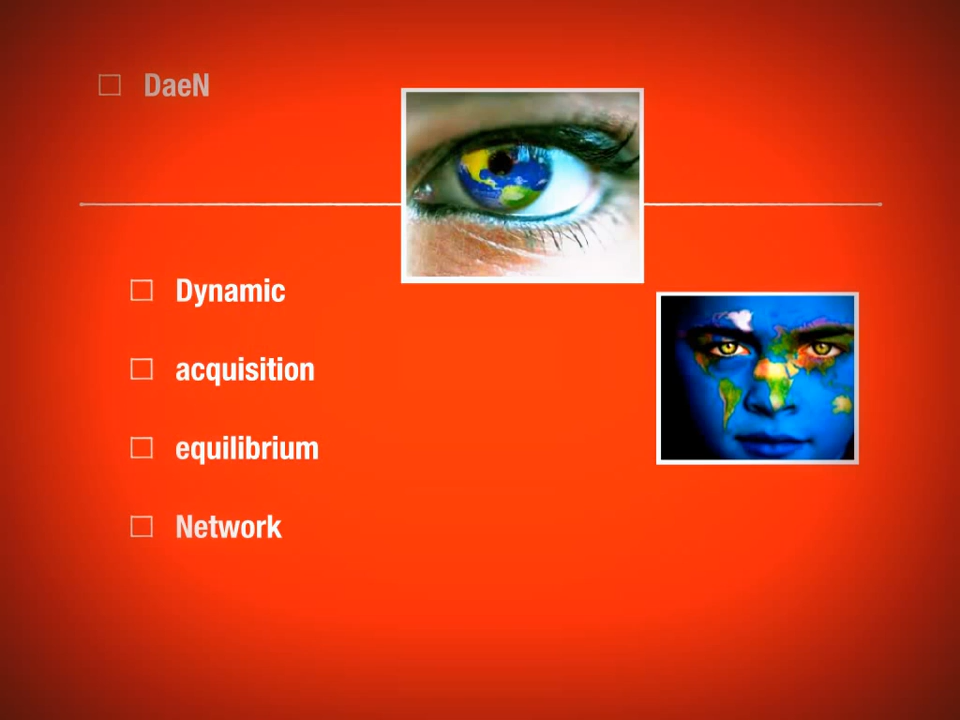 DaeN
Dynamic
acquisition
equilibrium
Network